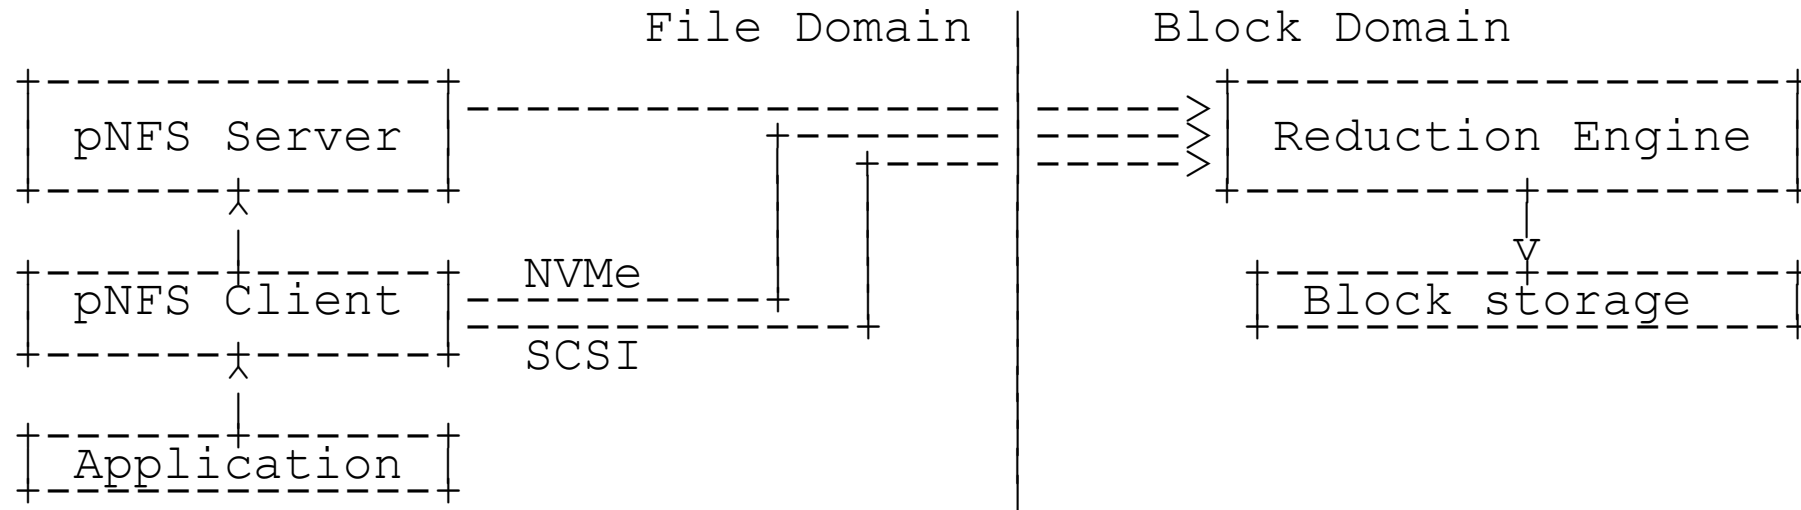 File Domain | Block Domain
pNFS Server
Reduction Engine
NVMe
pNFS Client
Block storage
SCSI
Application